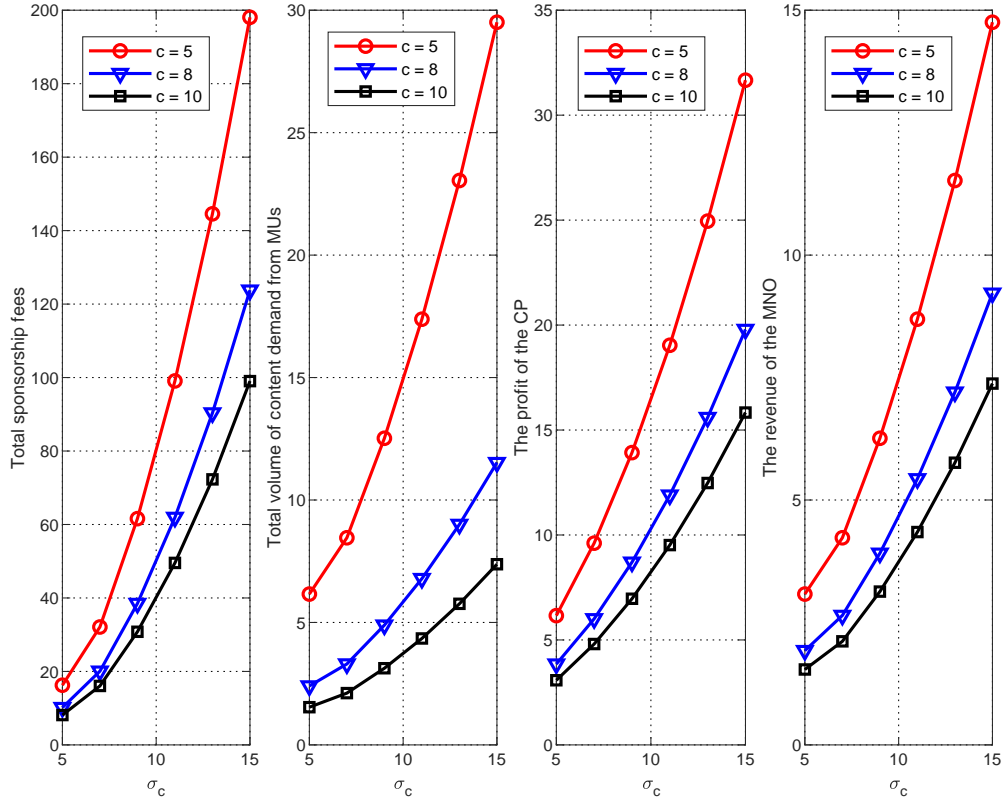 Total sponsorship fees
200
180
160
140
120
100
80
60
40
20
0
5
10
15
σc
c = 5
c = 8
c = 10
Total volume of content demand from MUs
30
25
20
15
10
5
0
5
10
15
σc
c = 5
c = 8
c = 10
The profit of the CP
35
30
25
20
15
10
5
0
5
10
15
σc
c = 5
c = 8
c = 10
The revenue of the MNO
15
10
5
0
5
10
15
σc
c = 5
c = 8
c = 10